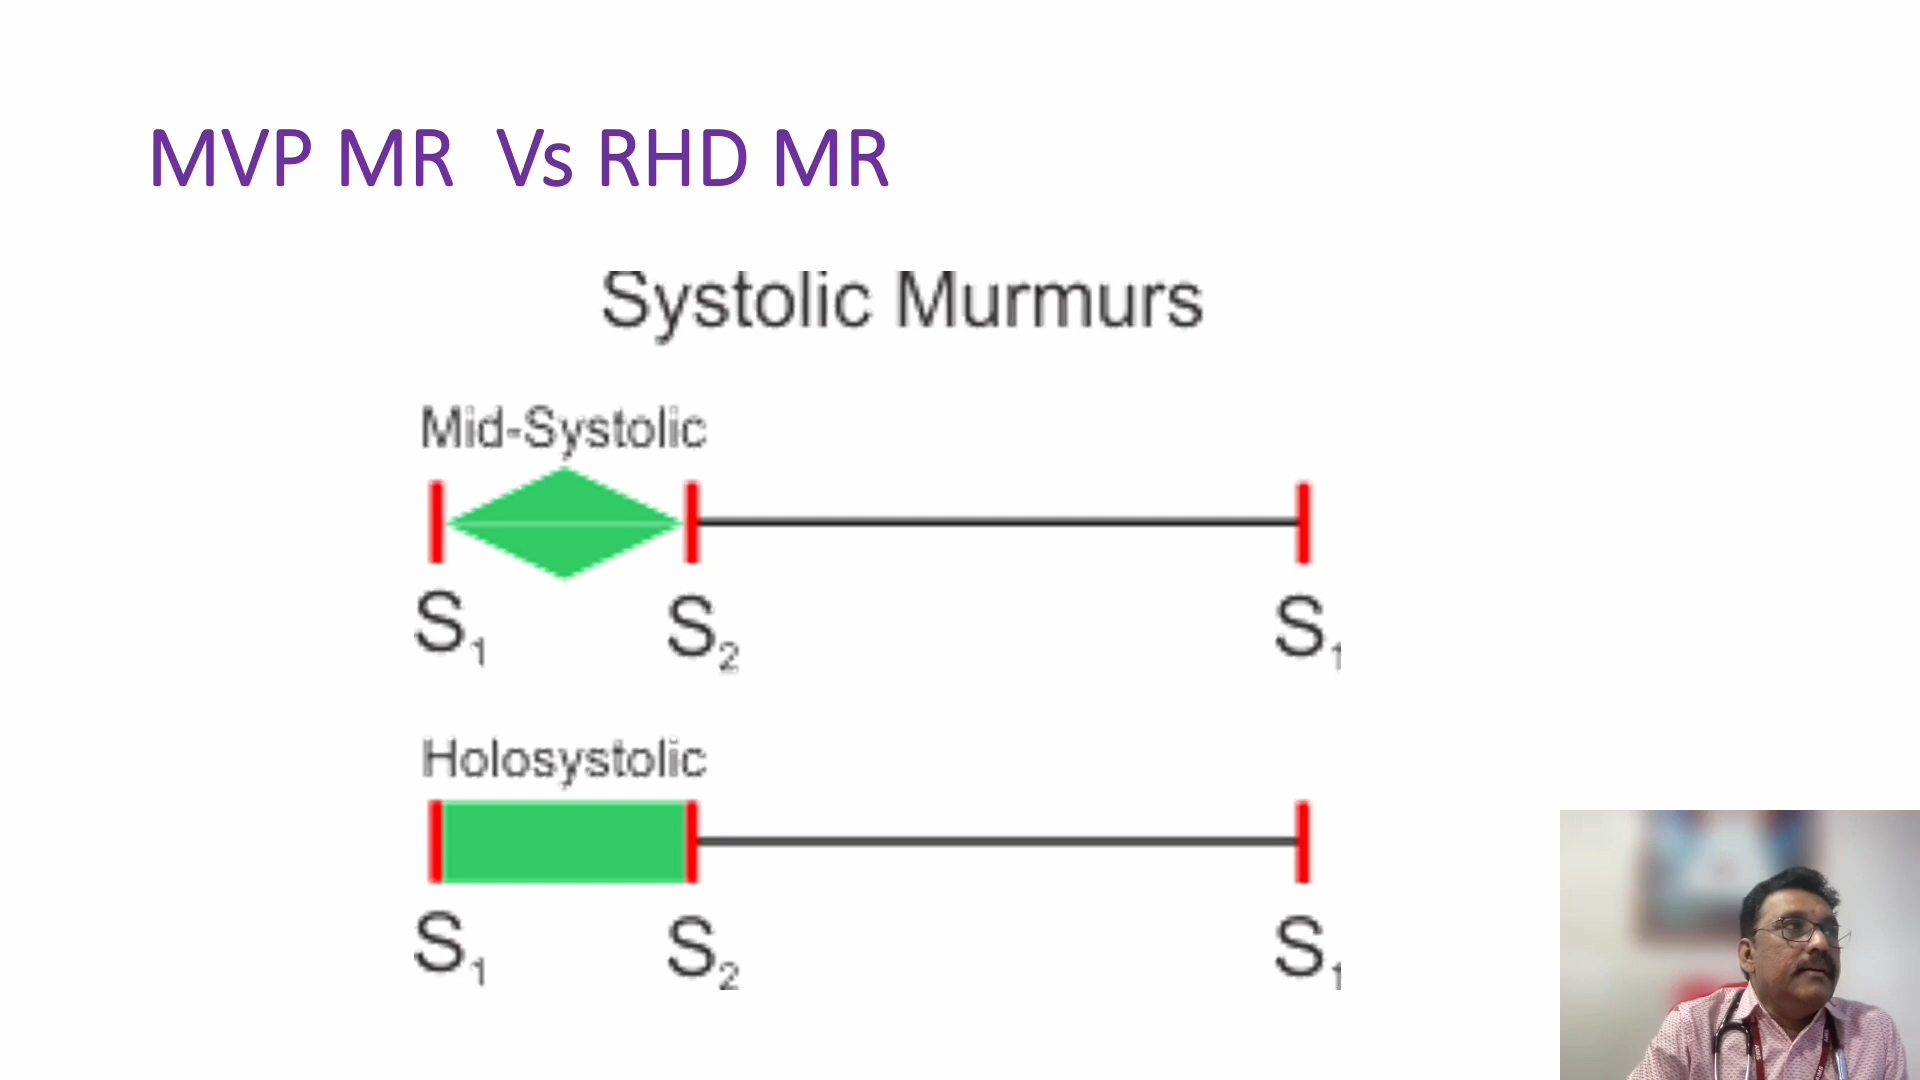 MVP MR Vs RHD MR
Systolic Murmurs
Mid-Systolic
S₁ S₂ S₁
Holosystolic
S₁ S₂ S₁